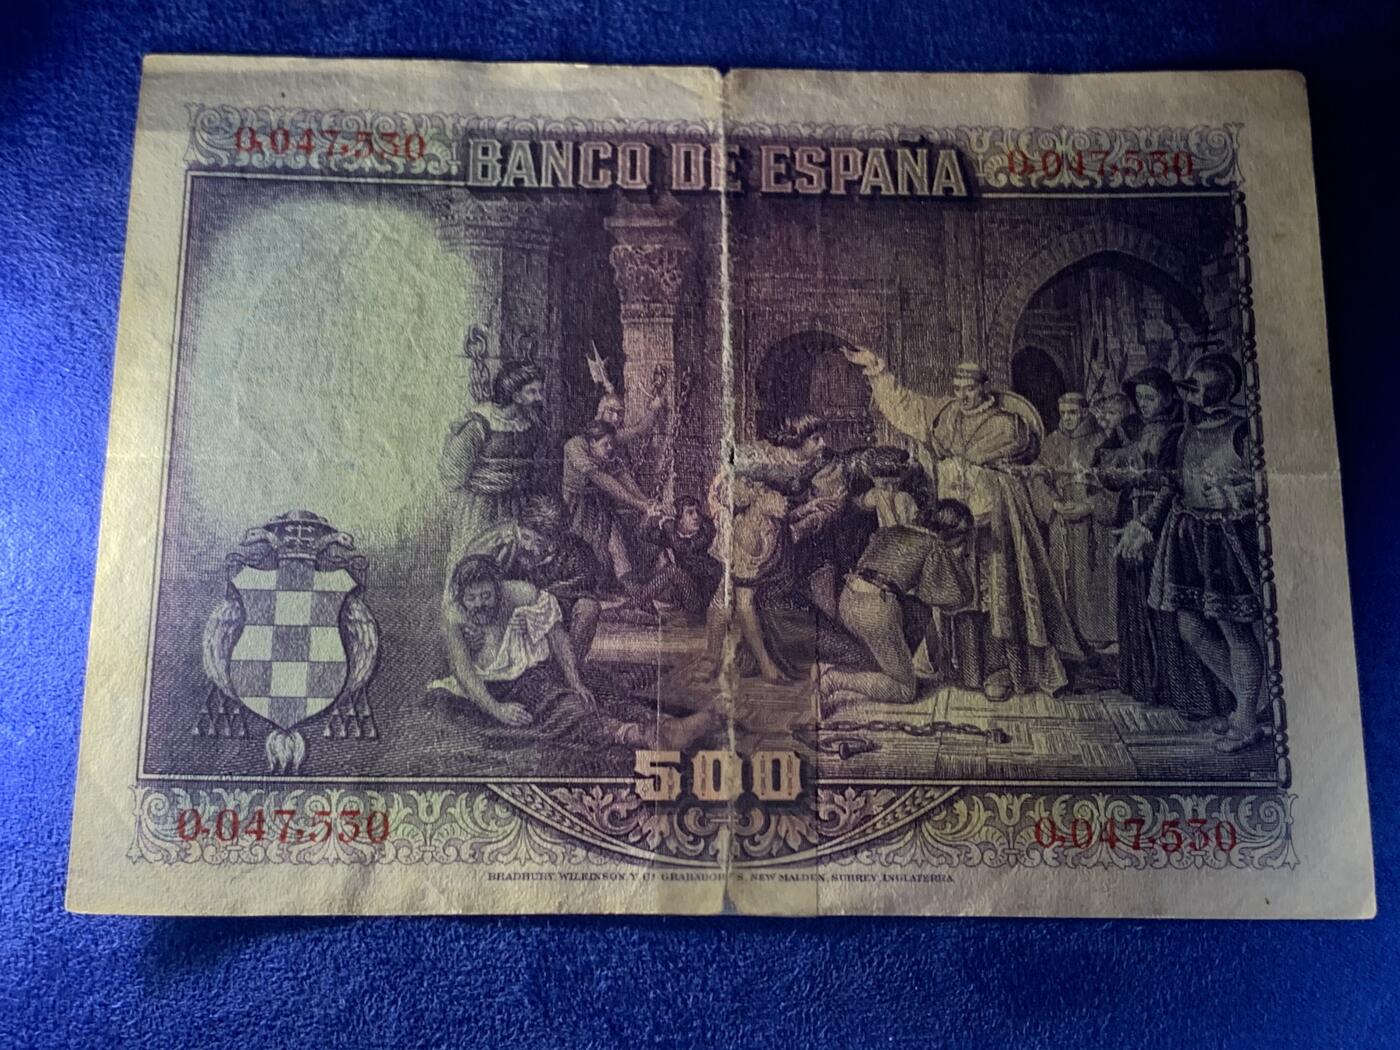 0,047,530
BANCO DE ESPAÑA
0,047,530
500
0,047,530
0,047,530
BRADBURY, WILKINSON Y Cª GRABADORES, NEW MALDEN, SURREY, INGLATERRA